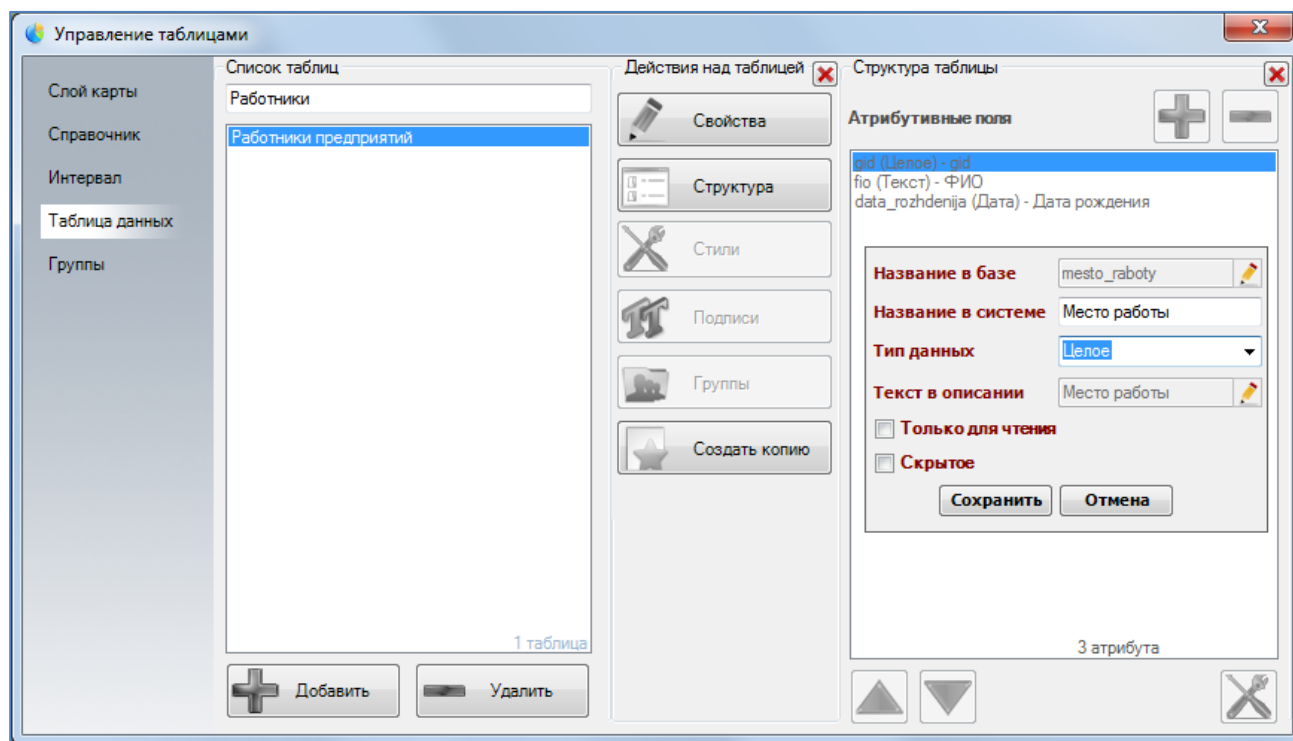 Управление таблицами
Слой карты
Справочник
Интервал
Таблица данных
Группы
Список таблиц
Работники
Работники предприятий
1 таблица
Добавить
Удалить
Действия над таблицей
Свойства
Структура
Стили
Подписи
Группы
Создать копию
Структура таблицы
Атрибутивные поля
gid (Целое) - gid
fio (Текст) - ФИО
data_rozhdenija (Дата) - Дата рождения
Название в базе mesto_raboty
Название в системе Место работы
Тип данных Целое
Текст в описании Место работы
Только для чтения
Скрытое
Сохранить Отмена
3 атрибута